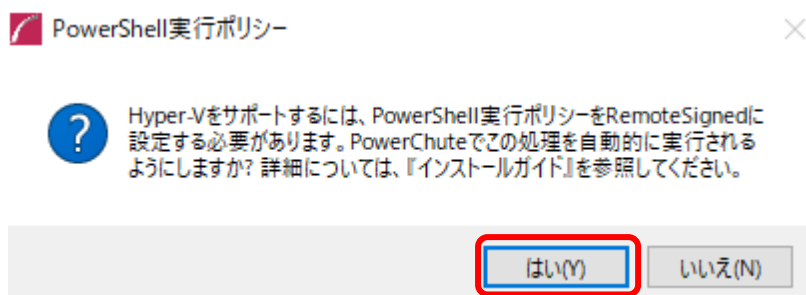 PowerShell実行ポリシー
Hyper-Vをサポートするには、PowerShell実行ポリシーをRemoteSignedに
設定する必要があります。PowerChuteでこの処理を自動的に実行される
ようにしますか? 詳細については、『インストールガイド』を参照してください。
はい(Y) いいえ(N)